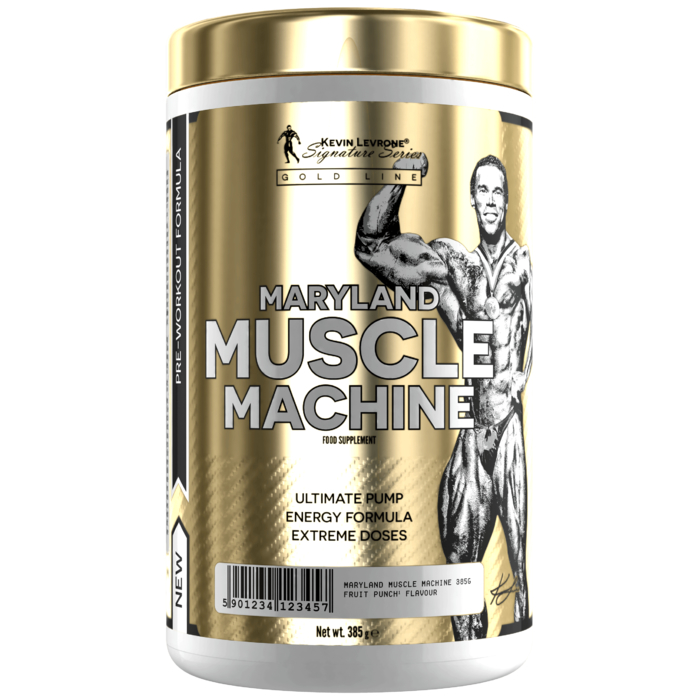 Kevin Levrone®
Signature Series
GOLD LINE
MARYLAND
MUSCLE
MACHINE
FOOD SUPPLEMENT
ULTIMATE PUMP
ENERGY FORMULA
EXTREME DOSES
MARYLAND MUSCLE MACHINE 385G
FRUIT PUNCH¹ FLAVOUR
5 901234 123457
Net wt. 385 g ℮
PRE-WORKOUT FORMULA
NEW